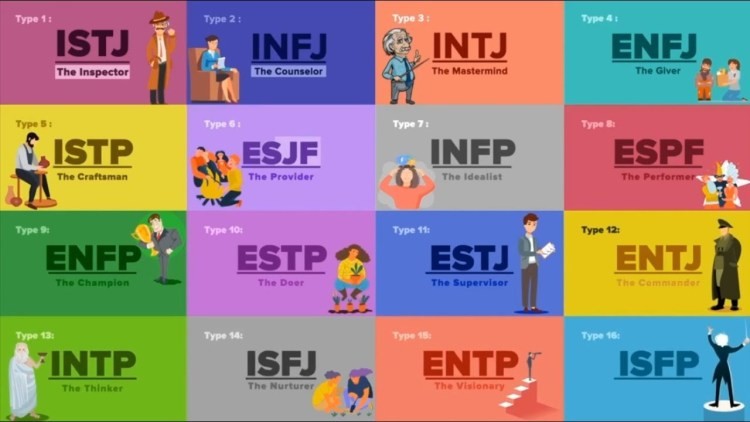 Type 1 :
ISTJ
The Inspector
Type 2 :
INFJ
The Counselor
Type 3 :
INTJ
The Mastermind
Type 4 :
ENFJ
The Giver
Type 5 :
ISTP
The Craftsman
Type 6 :
ESJF
The Provider
Type 7 :
INFP
The Idealist
Type 8:
ESPF
The Performer
Type 9:
ENFP
The Champion
Type 10:
ESTP
The Doer
Type 11:
ESTJ
The Supervisor
Type 12:
ENTJ
The Commander
Type 13:
INTP
The Thinker
Type 14:
ISFJ
The Nurturer
Type 15:
ENTP
The Visionary
Type 16:
ISFP